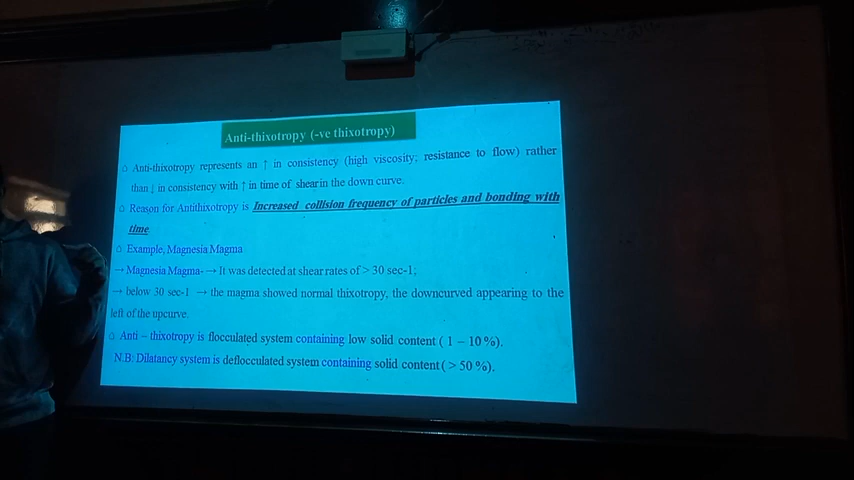 Anti-thixotropy (-ve thixotropy)
Anti-thixotropy represents an ↑ in consistency (high viscosity; resistance to flow) rather
than ↓ in consistency with ↑ in time of shear in the down curve.
Reason for Antithixotropy is Increased collision frequency of particles and bonding with
time
Example, Magnesia Magma
→ Magnesia Magma- → It was detected at shear rates of > 30 sec-1;
→ below 30 sec-1 → the magma showed normal thixotropy, the downcurved appearing to the
left of the upcurve.
Anti – thixotropy is flocculated system containing low solid content ( 1 – 10 %).
N.B: Dilatancy system is deflocculated system containing solid content ( > 50 %).